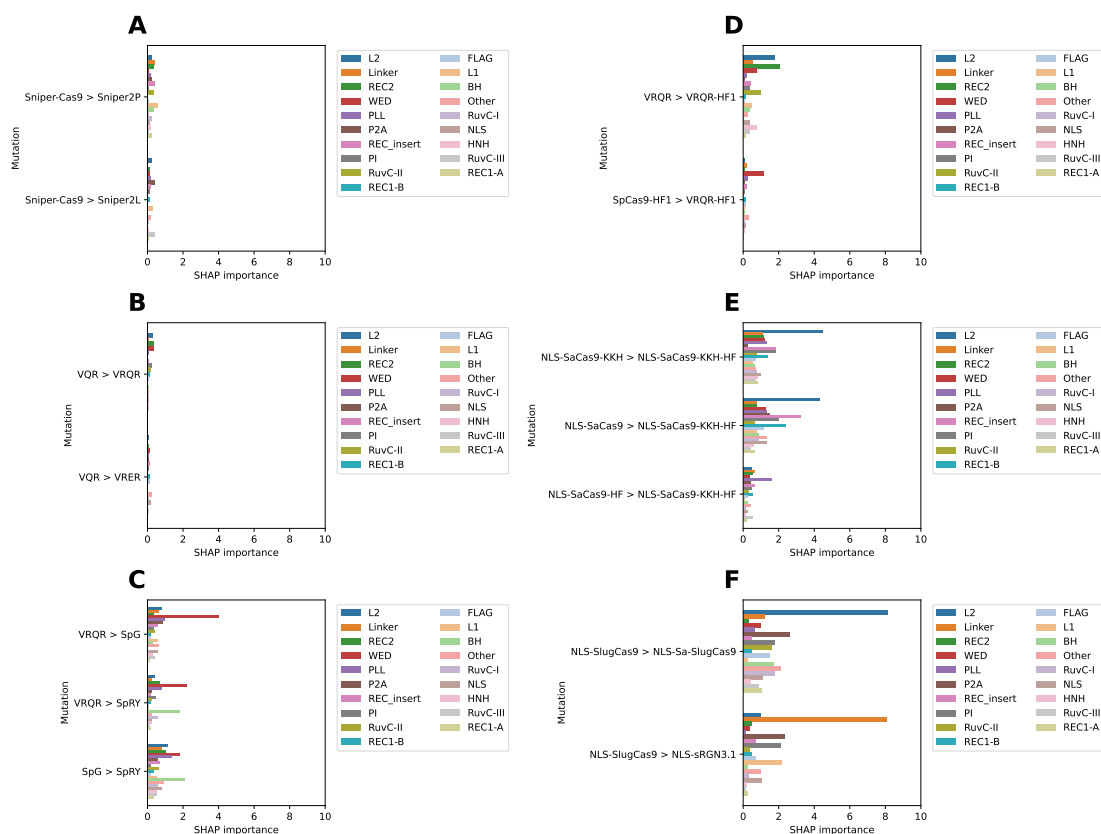 A
Mutation
Sniper-Cas9 > Sniper2P
Sniper-Cas9 > Sniper2L
0 2 4 6 8 10
SHAP importance
L2
Linker
REC2
WED
PLL
P2A
REC_insert
PI
RuvC-II
REC1-B
FLAG
L1
BH
Other
RuvC-I
NLS
HNH
RuvC-III
REC1-A
D
Mutation
VRQR > VRQR-HF1
SpCas9-HF1 > VRQR-HF1
0 2 4 6 8 10
SHAP importance
L2
Linker
REC2
WED
PLL
P2A
REC_insert
PI
RuvC-II
REC1-B
FLAG
L1
BH
Other
RuvC-I
NLS
HNH
RuvC-III
REC1-A
B
Mutation
VQR > VRQR
VQR > VRER
0 2 4 6 8 10
SHAP importance
L2
Linker
REC2
WED
PLL
P2A
REC_insert
PI
RuvC-II
REC1-B
FLAG
L1
BH
Other
RuvC-I
NLS
HNH
RuvC-III
REC1-A
E
Mutation
NLS-SaCas9-KKH > NLS-SaCas9-KKH-HF
NLS-SaCas9 > NLS-SaCas9-KKH-HF
NLS-SaCas9-HF > NLS-SaCas9-KKH-HF
0 2 4 6 8 10
SHAP importance
L2
Linker
REC2
WED
PLL
P2A
REC_insert
PI
RuvC-II
REC1-B
FLAG
L1
BH
Other
RuvC-I
NLS
HNH
RuvC-III
REC1-A
C
Mutation
VRQR > SpG
VRQR > SpRY
SpG > SpRY
0 2 4 6 8 10
SHAP importance
L2
Linker
REC2
WED
PLL
P2A
REC_insert
PI
RuvC-II
REC1-B
FLAG
L1
BH
Other
RuvC-I
NLS
HNH
RuvC-III
REC1-A
F
Mutation
NLS-SlugCas9 > NLS-Sa-SlugCas9
NLS-SlugCas9 > NLS-sRGN3.1
0 2 4 6 8 10
SHAP importance
L2
Linker
REC2
WED
PLL
P2A
REC_insert
PI
RuvC-II
REC1-B
FLAG
L1
BH
Other
RuvC-I
NLS
HNH
RuvC-III
REC1-A